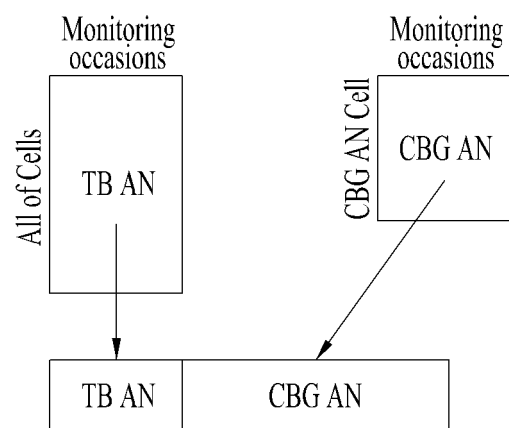 Monitoring
occasions
All of Cells
TB AN
Monitoring
occasions
CBG AN Cell
CBG AN
TB AN
CBG AN